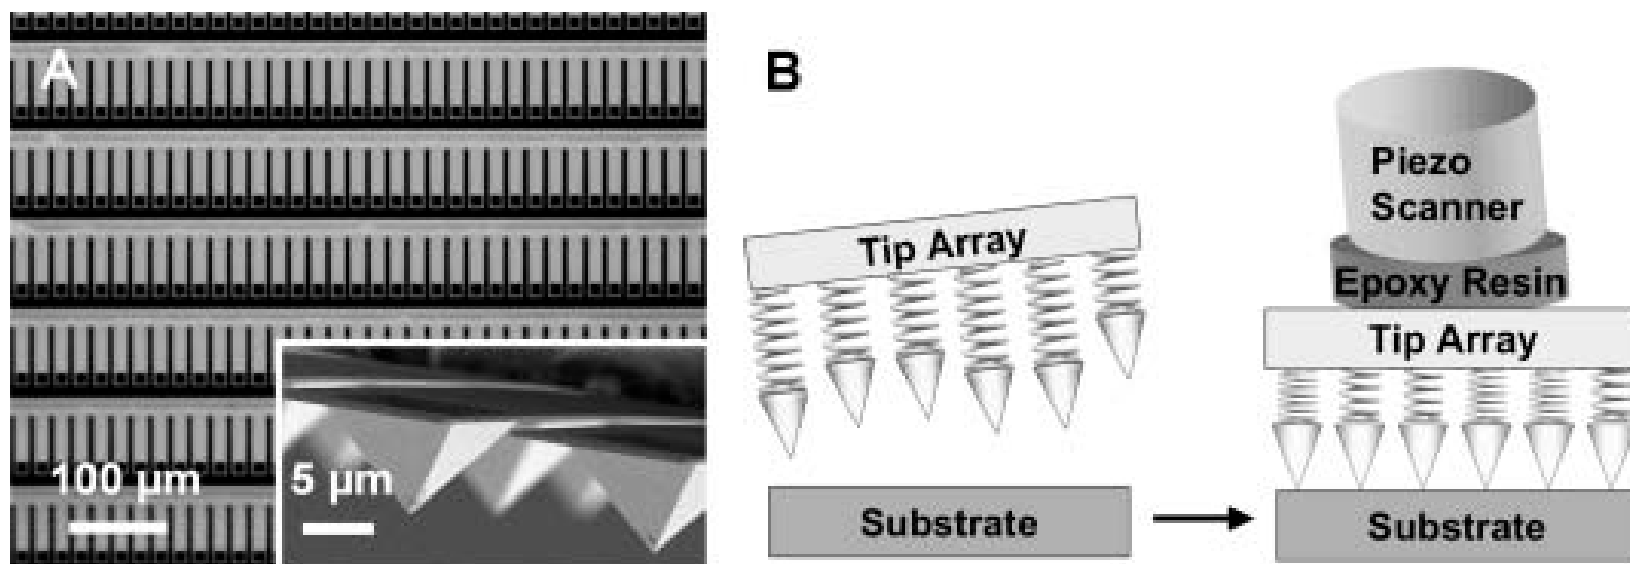 A
100 µm
5 µm
B
Tip Array
Substrate
Piezo
Scanner
Epoxy Resin
Tip Array
Substrate